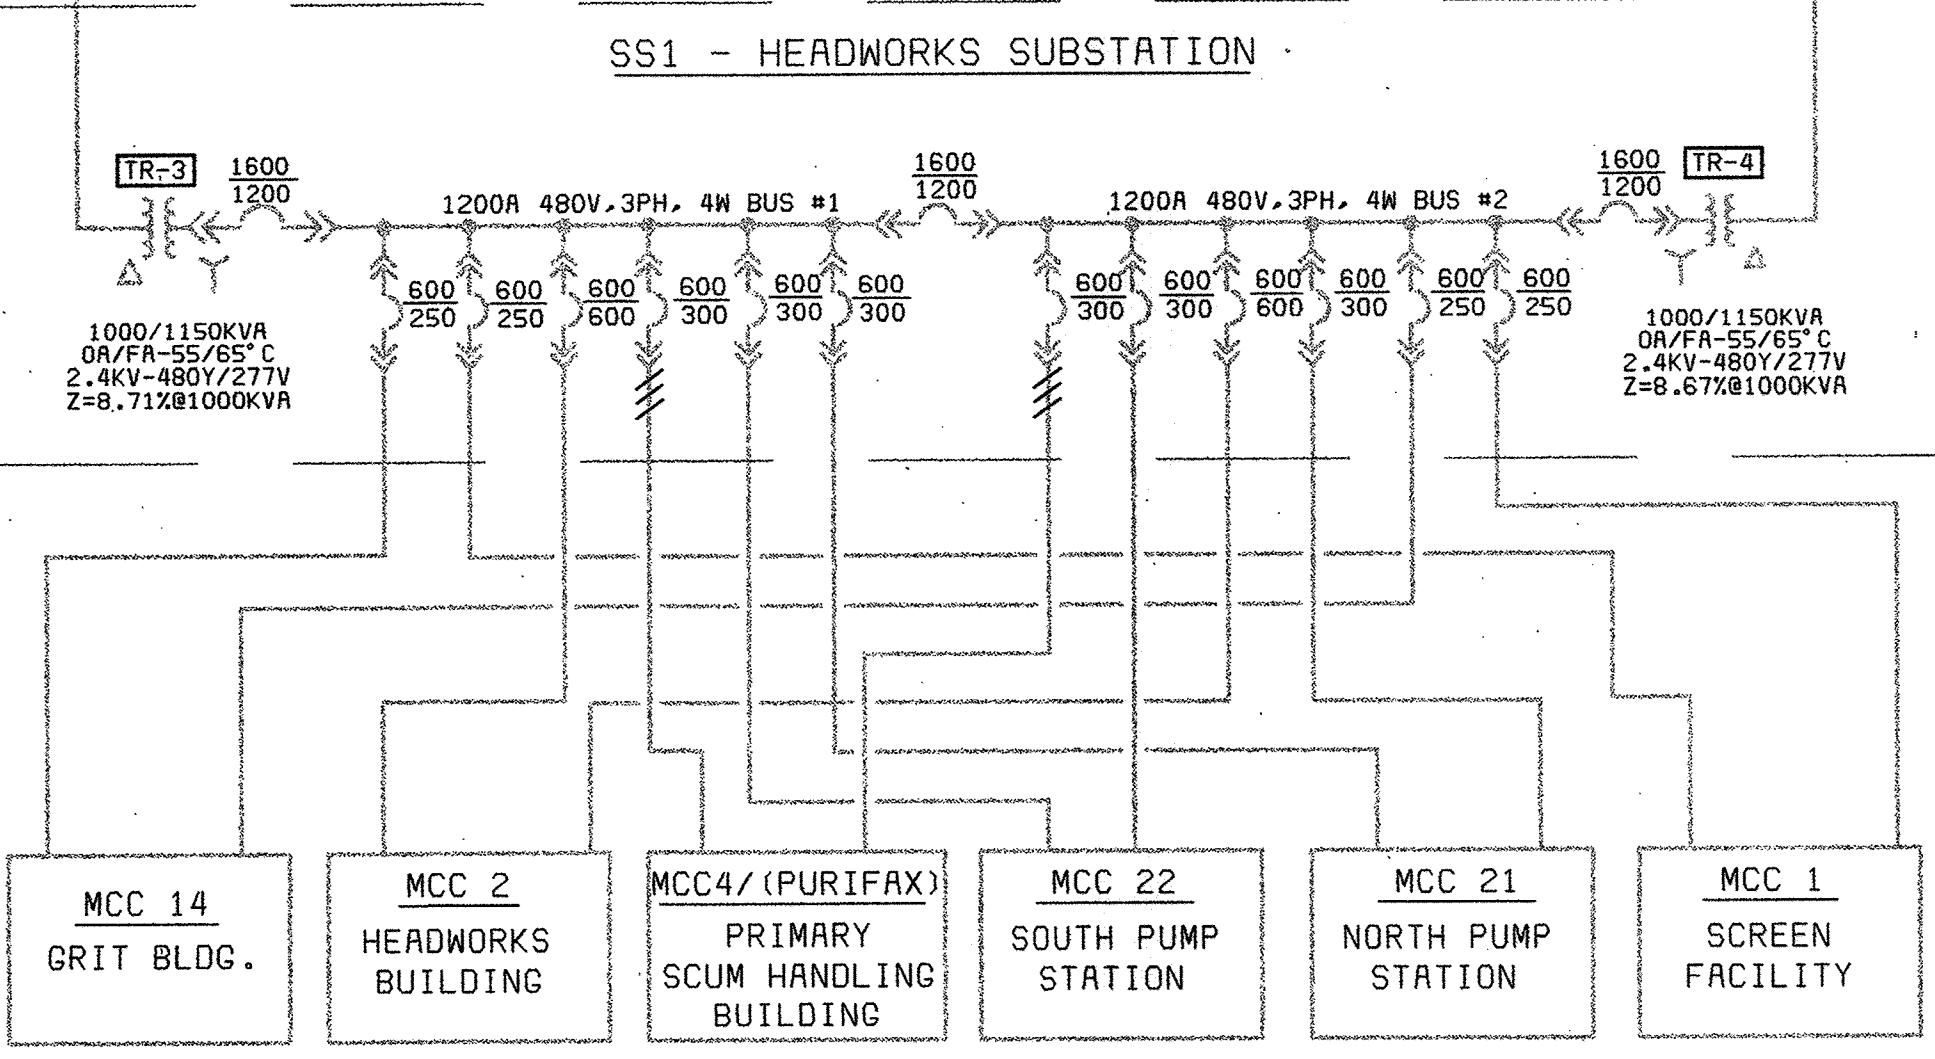 SS1 - HEADWORKS SUBSTATION
TR-3
1600
1200
1200A 480V,3PH, 4W BUS #1
1600
1200
1200A 480V,3PH, 4W BUS #2
1600
1200
TR-4
600
250
600
250
600
600
600
300
600
300
600
300
600
300
600
300
600
600
600
300
600
250
600
250
1000/1150KVA
OA/FA-55/65°C
2.4KV-480Y/277V
Z=8.71%@1000KVA
1000/1150KVA
OA/FA-55/65°C
2.4KV-480Y/277V
Z=8.67%@1000KVA
MCC 14
GRIT BLDG.
MCC 2
HEADWORKS
BUILDING
MCC4/(PURIFAX)
PRIMARY
SCUM HANDLING
BUILDING
MCC 22
SOUTH PUMP
STATION
MCC 21
NORTH PUMP
STATION
MCC 1
SCREEN
FACILITY